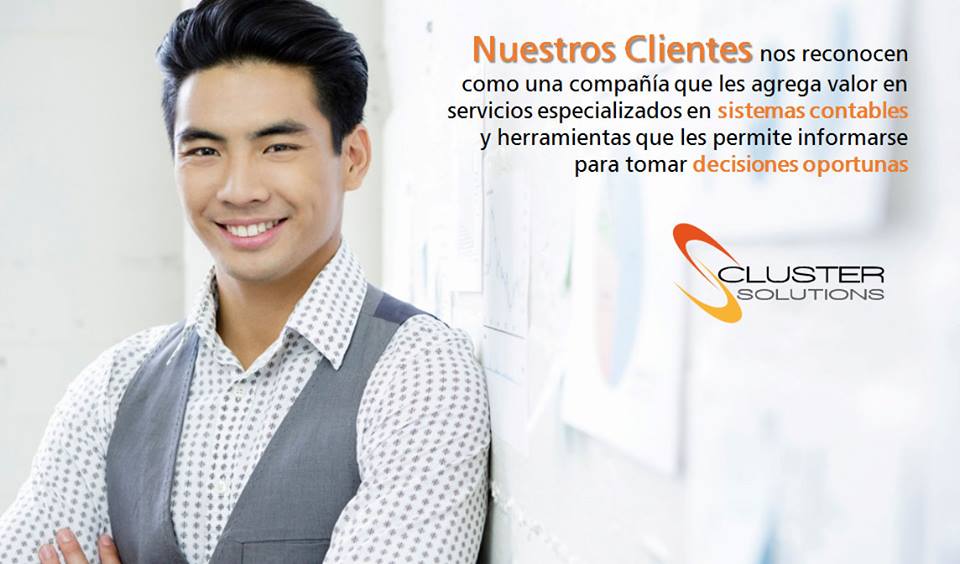 Nuestros Clientes nos reconocen
como una compañía que les agrega valor en
servicios especializados en sistemas contables
y herramientas que les permite informarse
para tomar decisiones oportunas
CLUSTER
SOLUTIONS